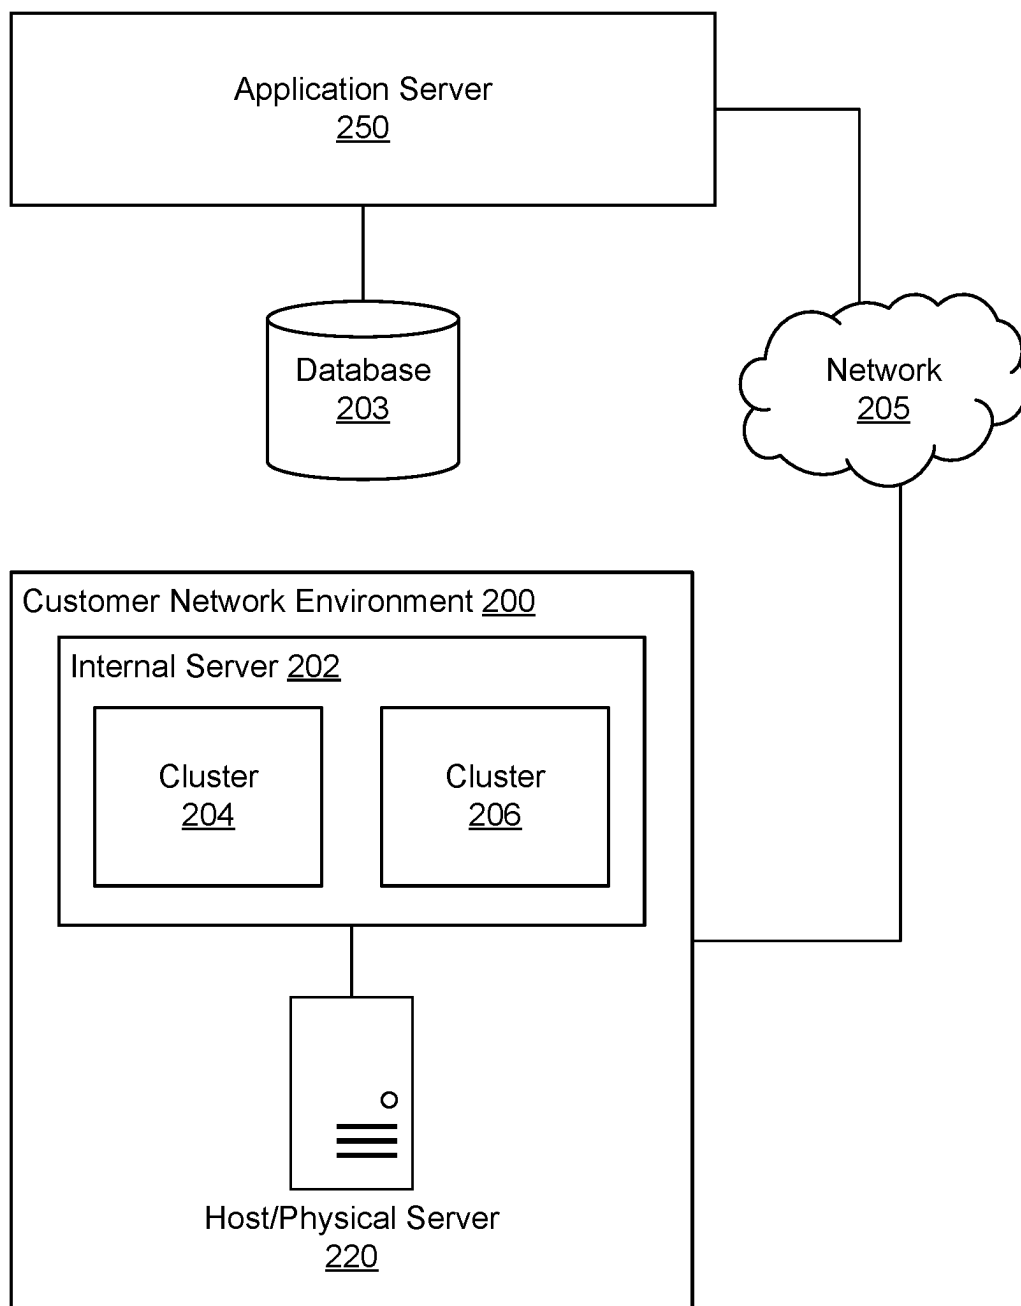 Application Server
250
Database
203
Network
205
Customer Network Environment 200
Internal Server 202
Cluster
204
Cluster
206
Host/Physical Server
220